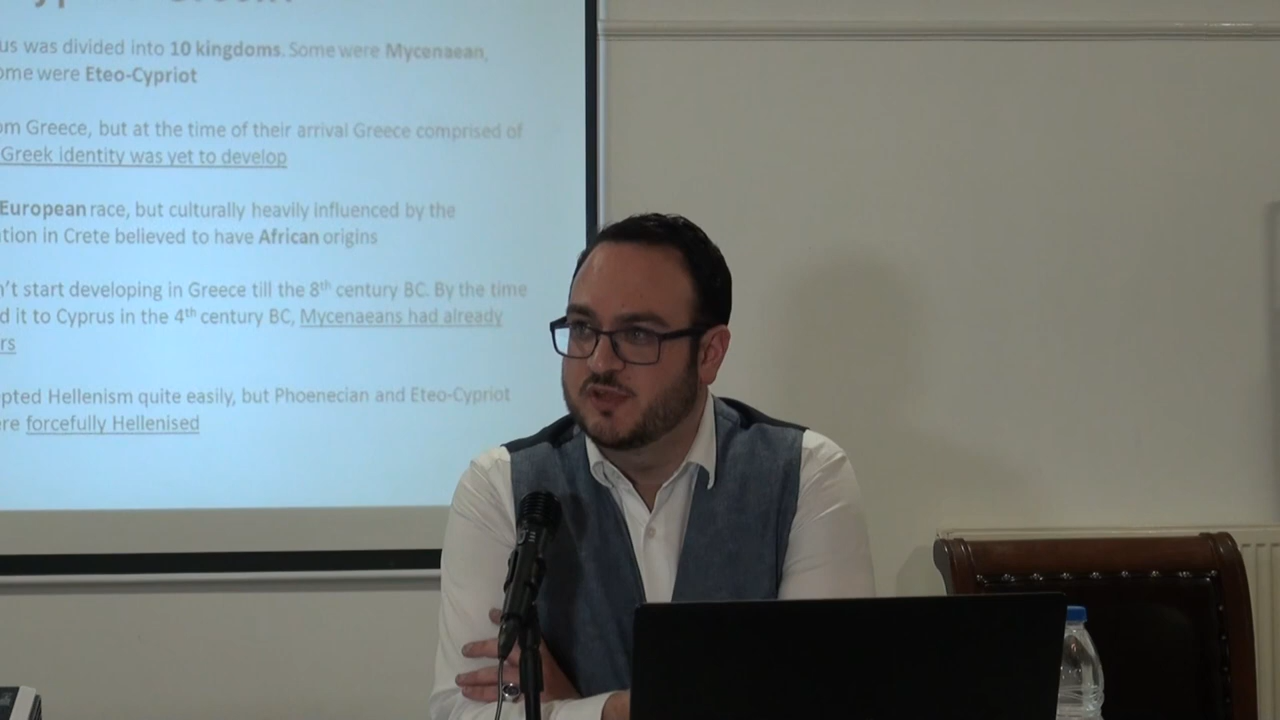 us was divided into 10 kingdoms. Some were Mycenaean,
ome were Eteo-Cypriot
om Greece, but at the time of their arrival Greece comprised of
Greek identity was yet to develop
European race, but culturally heavily influenced by the
ation in Crete believed to have African origins
n't start developing in Greece till the 8th century BC. By the time
d it to Cyprus in the 4th century BC, Mycenaeans had already
rs
pted Hellenism quite easily, but Phoenecian and Eteo-Cypriot
re forcefully Hellenised